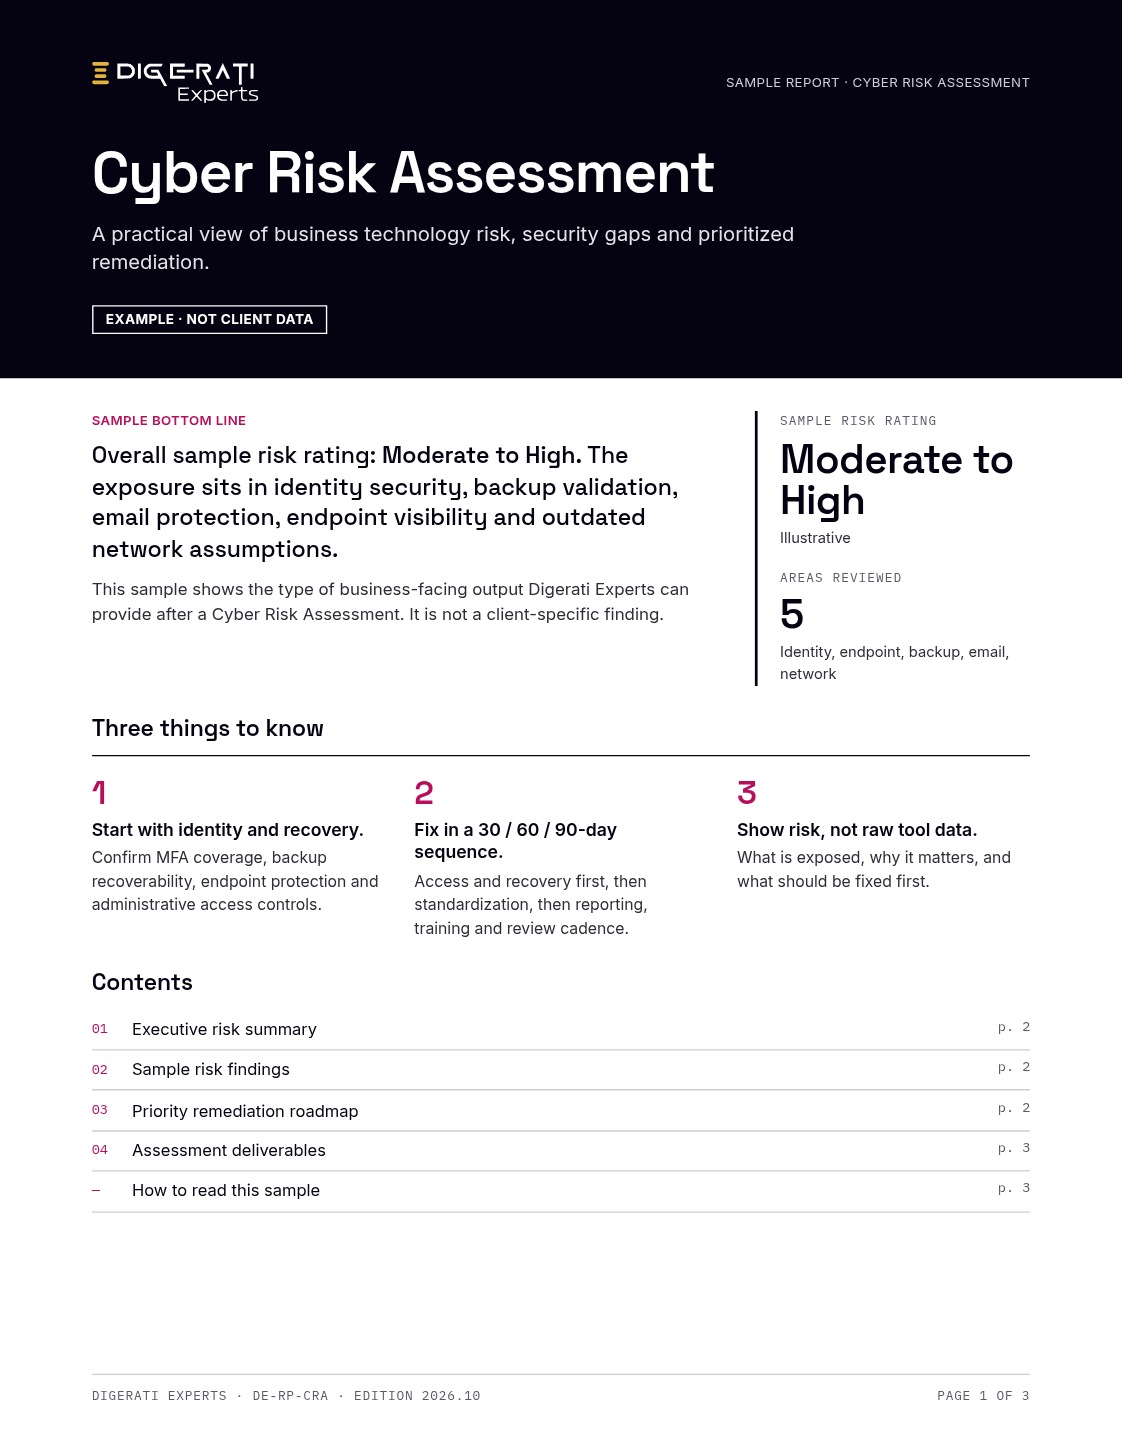 DIGERATI
Experts
SAMPLE REPORT · CYBER RISK ASSESSMENT
Cyber Risk Assessment
A practical view of business technology risk, security gaps and prioritized
remediation.
EXAMPLE · NOT CLIENT DATA
SAMPLE BOTTOM LINE
Overall sample risk rating: Moderate to High. The
exposure sits in identity security, backup validation,
email protection, endpoint visibility and outdated
network assumptions.
This sample shows the type of business-facing output Digerati Experts can
provide after a Cyber Risk Assessment. It is not a client-specific finding.
SAMPLE RISK RATING
Moderate to
High
Illustrative
AREAS REVIEWED
5
Identity, endpoint, backup, email,
network
Three things to know
1
Start with identity and recovery.
Confirm MFA coverage, backup
recoverability, endpoint protection and
administrative access controls.
2
Fix in a 30 / 60 / 90-day
sequence.
Access and recovery first, then
standardization, then reporting,
training and review cadence.
3
Show risk, not raw tool data.
What is exposed, why it matters, and
what should be fixed first.
Contents
01 Executive risk summary p. 2
02 Sample risk findings p. 2
03 Priority remediation roadmap p. 2
04 Assessment deliverables p. 3
— How to read this sample p. 3
DIGERATI EXPERTS · DE-RP-CRA · EDITION 2026.10
PAGE 1 OF 3